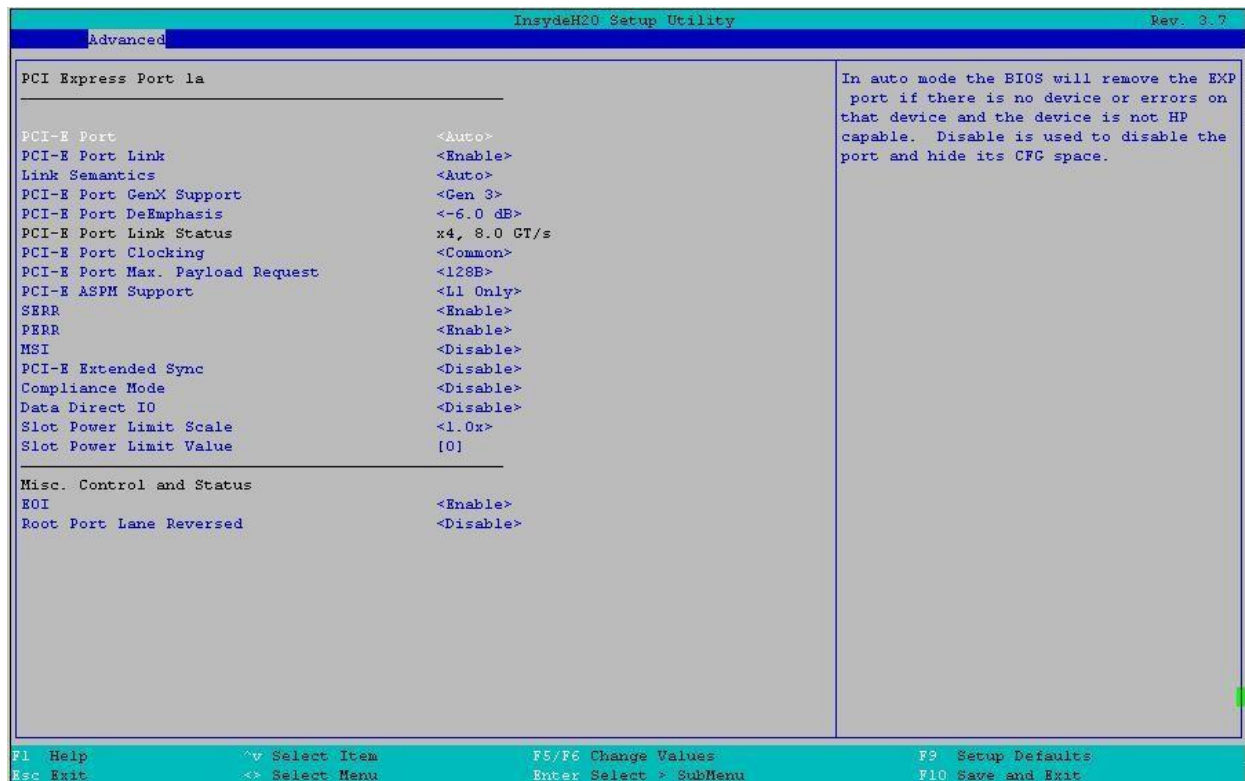 InsydeH20 Setup Utility Rev. 3.7
Advanced
PCI Express Port 1a
PCI-E Port <Auto>
PCI-E Port Link <Enable>
Link Semantics <Auto>
PCI-E Port GenX Support <Gen 3>
PCI-E Port DeEmphasis <-6.0 dB>
PCI-E Port Link Status x4, 8.0 GT/s
PCI-E Port Clocking <Common>
PCI-E Port Max. Payload Request <128B>
PCI-E ASPM Support <L1 Only>
SERR <Enable>
PERR <Enable>
MSI <Disable>
PCI-E Extended Sync <Disable>
Compliance Mode <Disable>
Data Direct IO <Disable>
Slot Power Limit Scale <1.0x>
Slot Power Limit Value [0]
Misc. Control and Status
EOI <Enable>
Root Port Lane Reversed <Disable>
In auto mode the BIOS will remove the EXP
port if there is no device or errors on
that device and the device is not HP
capable. Disable is used to disable the
port and hide its CFG space.
F1 Help ^v Select Item F5/F6 Change Values F9 Setup Defaults
Esc Exit <> Select Menu Enter Select > SubMenu F10 Save and Exit